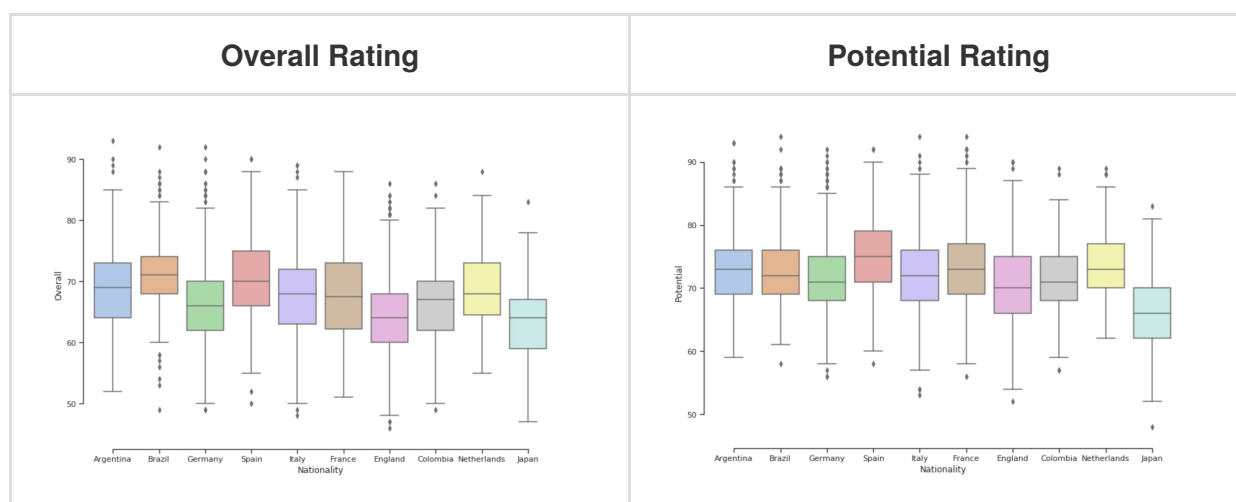 Overall Rating
Potential Rating
90
80
70
60
50
Overall
Argentina Brazil Germany Spain Italy France England Colombia Netherlands Japan
Nationality
90
80
70
60
50
Potential
Argentina Brazil Germany Spain Italy France England Colombia Netherlands Japan
Nationality